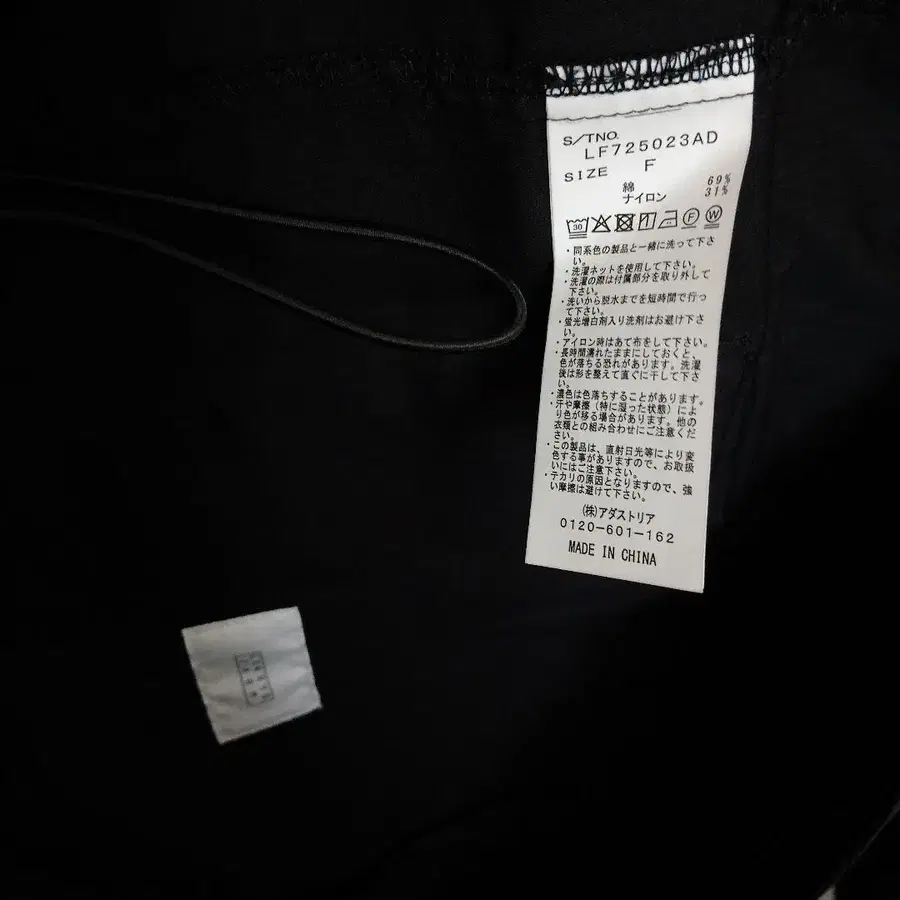 S/TNO.
LF725023AD
SIZE F
綿 69%
ナイロン 31%
30 F W
・同系色の製品と一緒に洗って下さ
い。
・洗濯ネットを使用して下さい。
・洗濯の際は付属部分を取り外して
下さい。
・洗いから脱水までを短時間で行っ
て下さい。
・蛍光増白剤入り洗剤はお避け下さ
い。
・アイロン時はあて布をして下さい。
・長時間濡れたままにしておくと、
色が落ちる恐れがあります。洗濯
後は形を整えて直ぐに干して下さ
い。
・濃色は色落ちすることがあります。
・汗や摩擦（特に湿った状態）によ
り色が移る場合があります。他の
衣類との組み合わせにご注意くだ
さい。
・この製品は、直射日光等により変
色する事がありますので、お取扱
いにはご注意下さい。
・テカリの原因となりますので、強
い摩擦は避けて下さい。
(株)アダストリア
0120-601-162
MADE IN CHINA